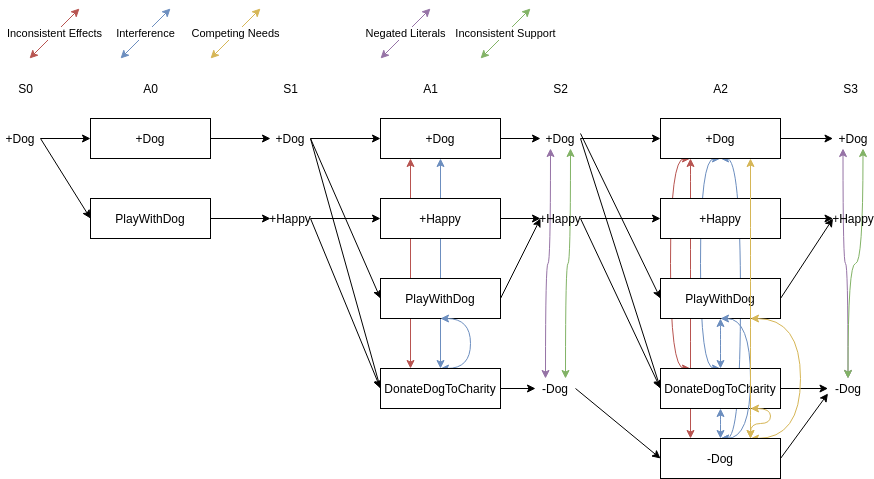 Inconsistent Effects Interference Competing Needs Negated Literals Inconsistent Support
S0 A0 S1 A1 S2 A2 S3
+Dog +Dog +Dog +Dog +Dog +Dog +Dog
PlayWithDog +Happy +Happy +Happy +Happy +Happy
PlayWithDog PlayWithDog
DonateDogToCharity -Dog DonateDogToCharity -Dog
-Dog